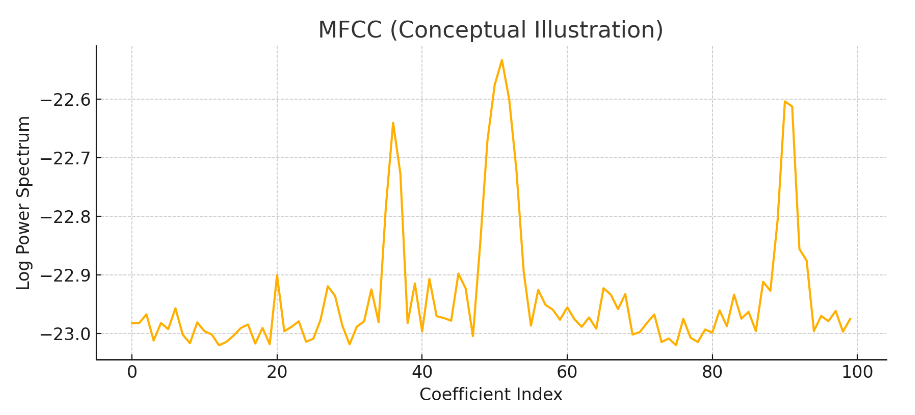 MFCC (Conceptual Illustration)
Log Power Spectrum
−22.6
−22.7
−22.8
−22.9
−23.0
0 20 40 60 80 100
Coefficient Index